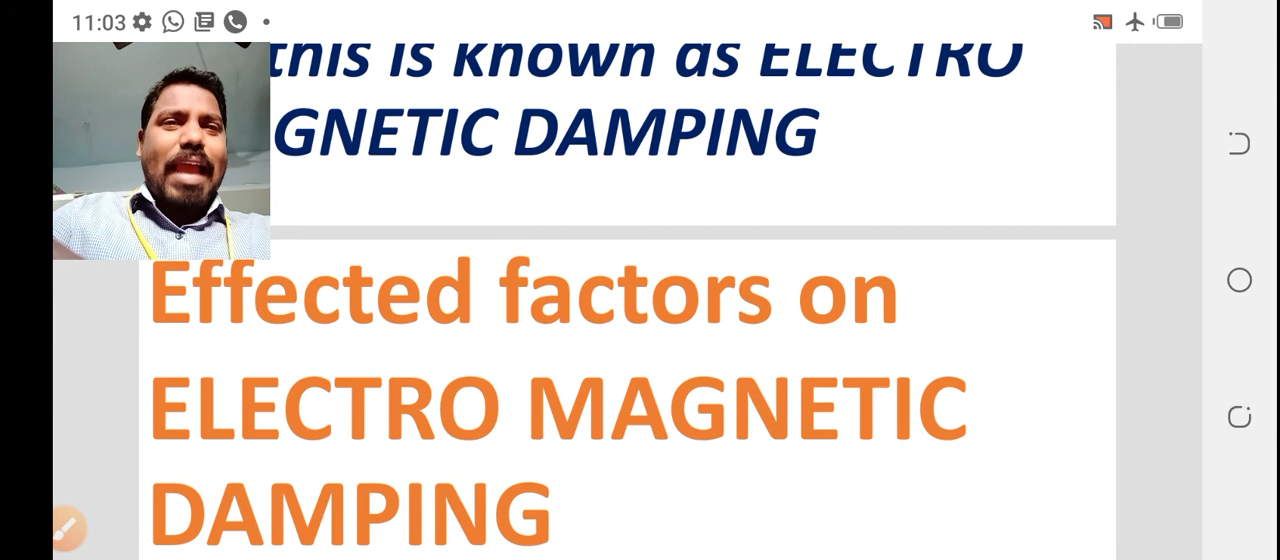 11:03
this is known as ELECTRO
GNETIC DAMPING
Effected factors on
ELECTRO MAGNETIC
DAMPING